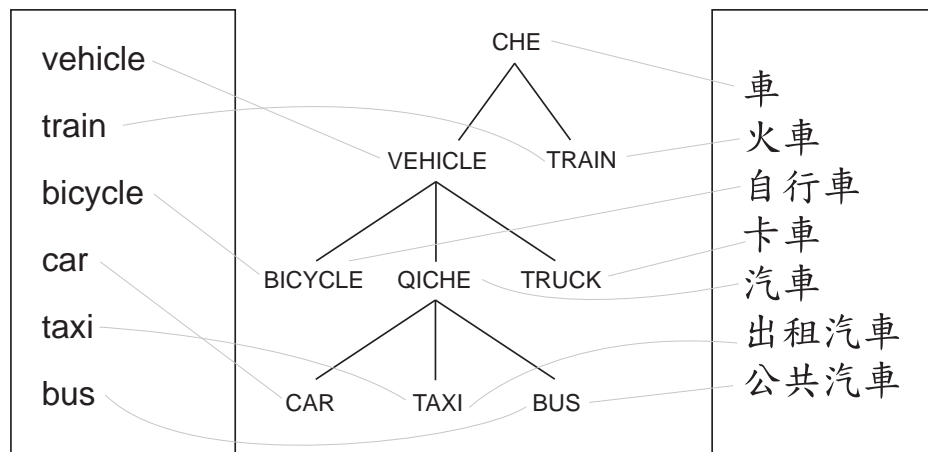 vehicle
train
bicycle
car
taxi
bus
CHE
VEHICLE TRAIN
BICYCLE QICHE TRUCK
CAR TAXI BUS
車
火車
自行車
卡車
汽車
出租汽車
公共汽車